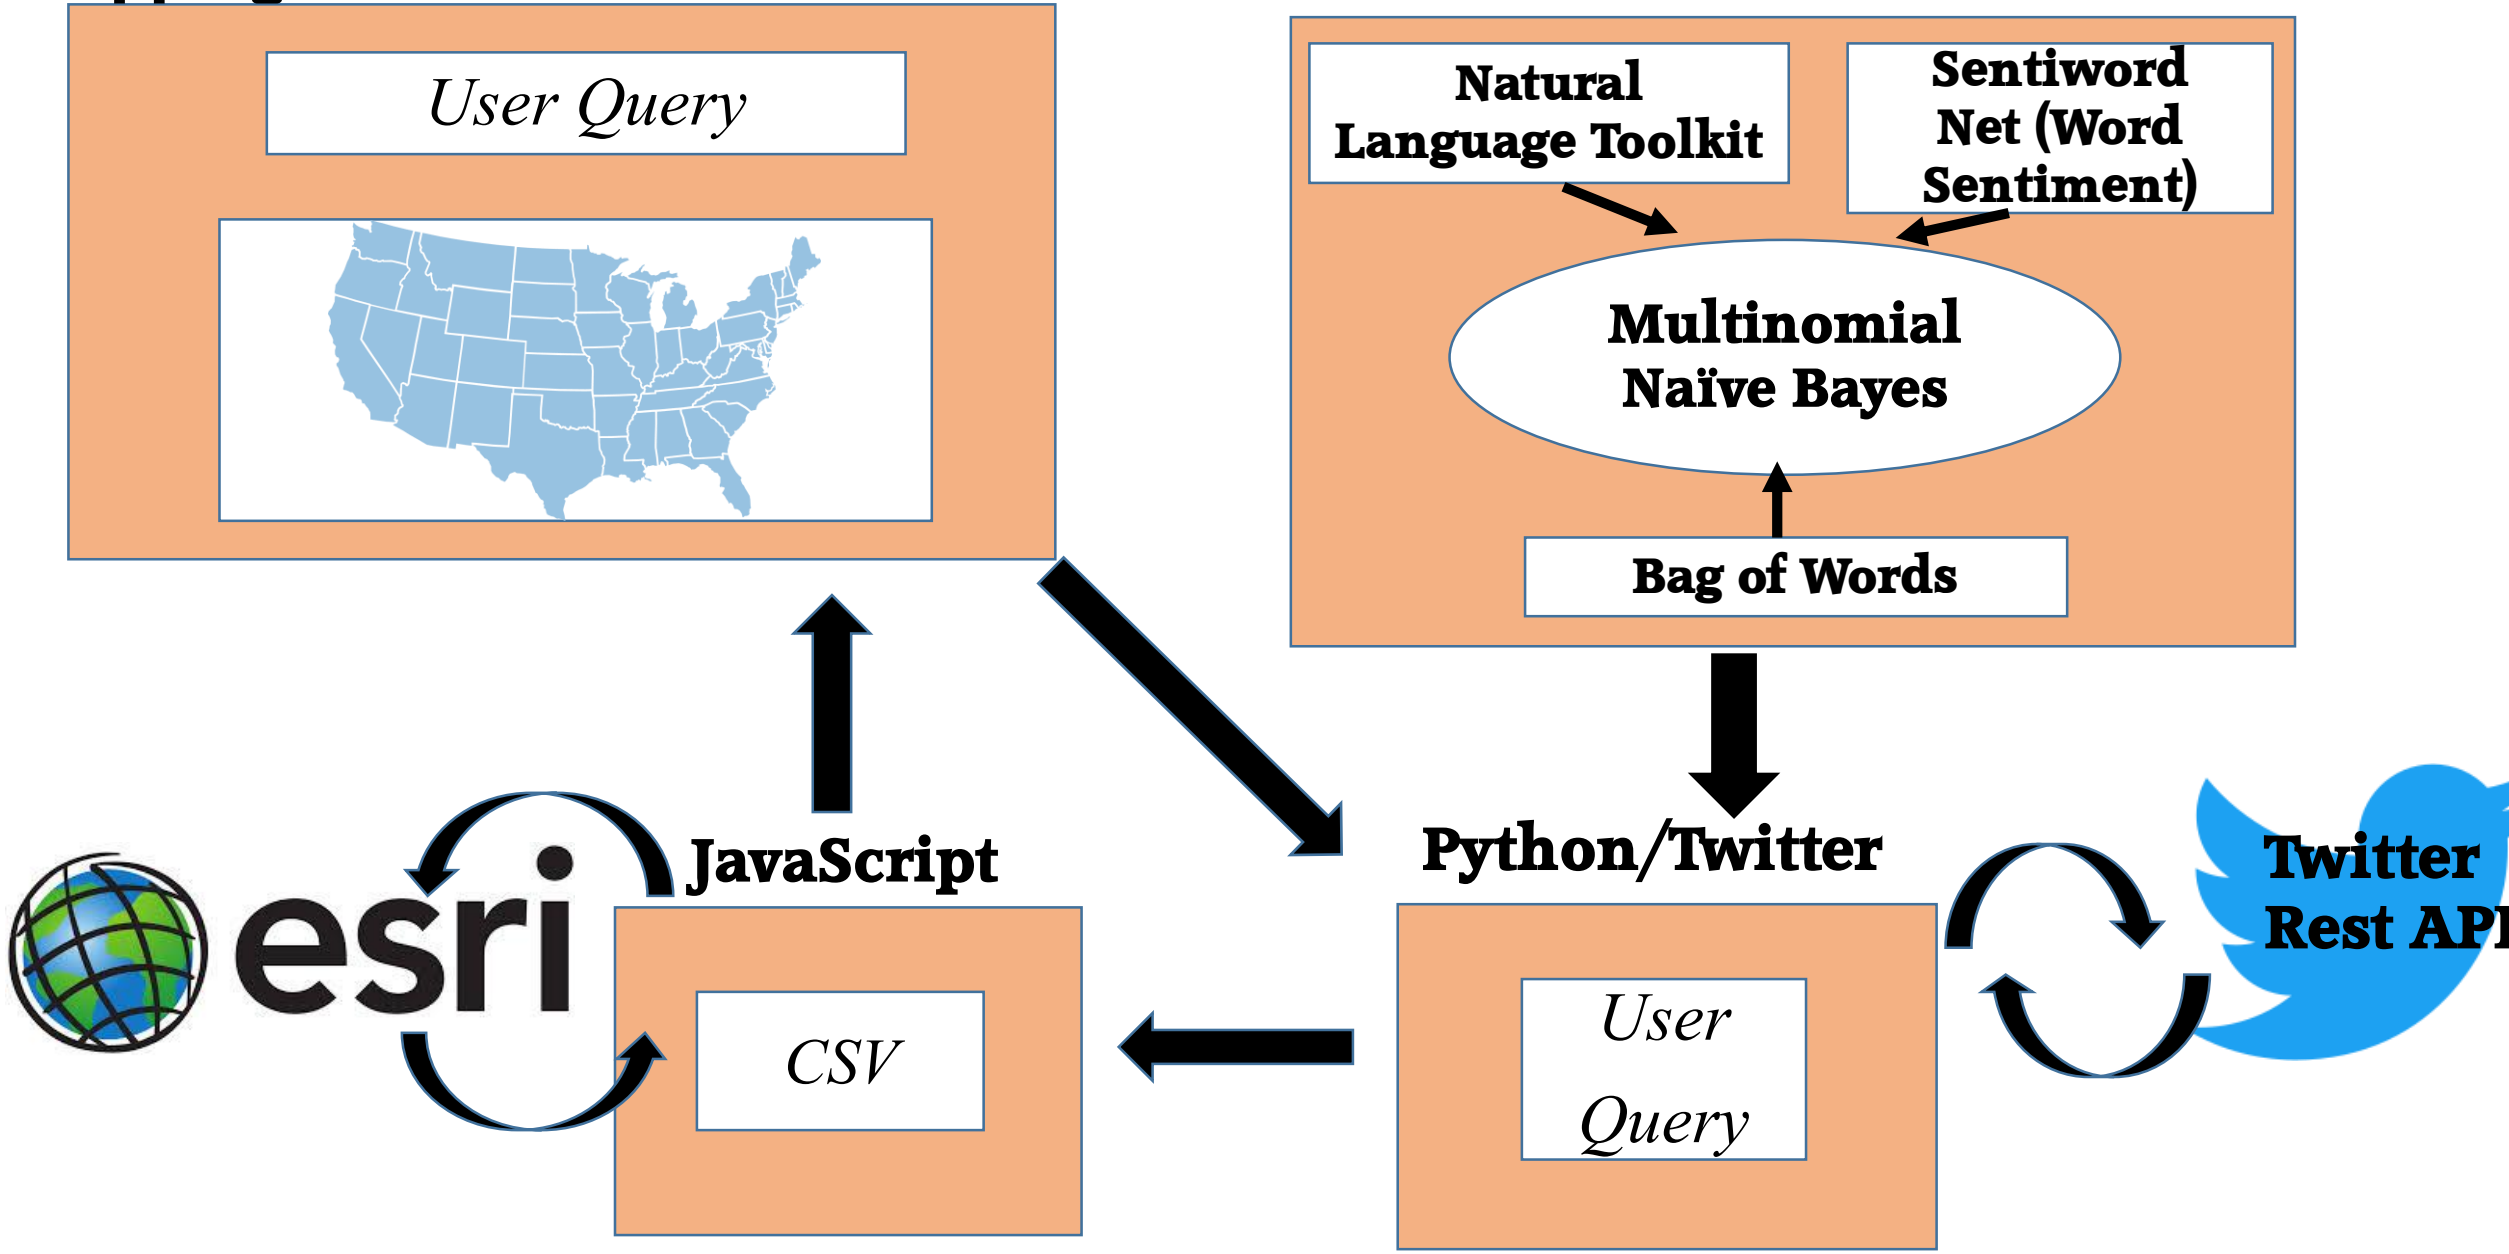 User Query
Natural
Language Toolkit
Sentiword
Net (Word
Sentiment)
Multinomial
Naïve Bayes
Bag of Words
JavaScript
esri
CSV
Python/Twitter
User
Query
Twitter
Rest API